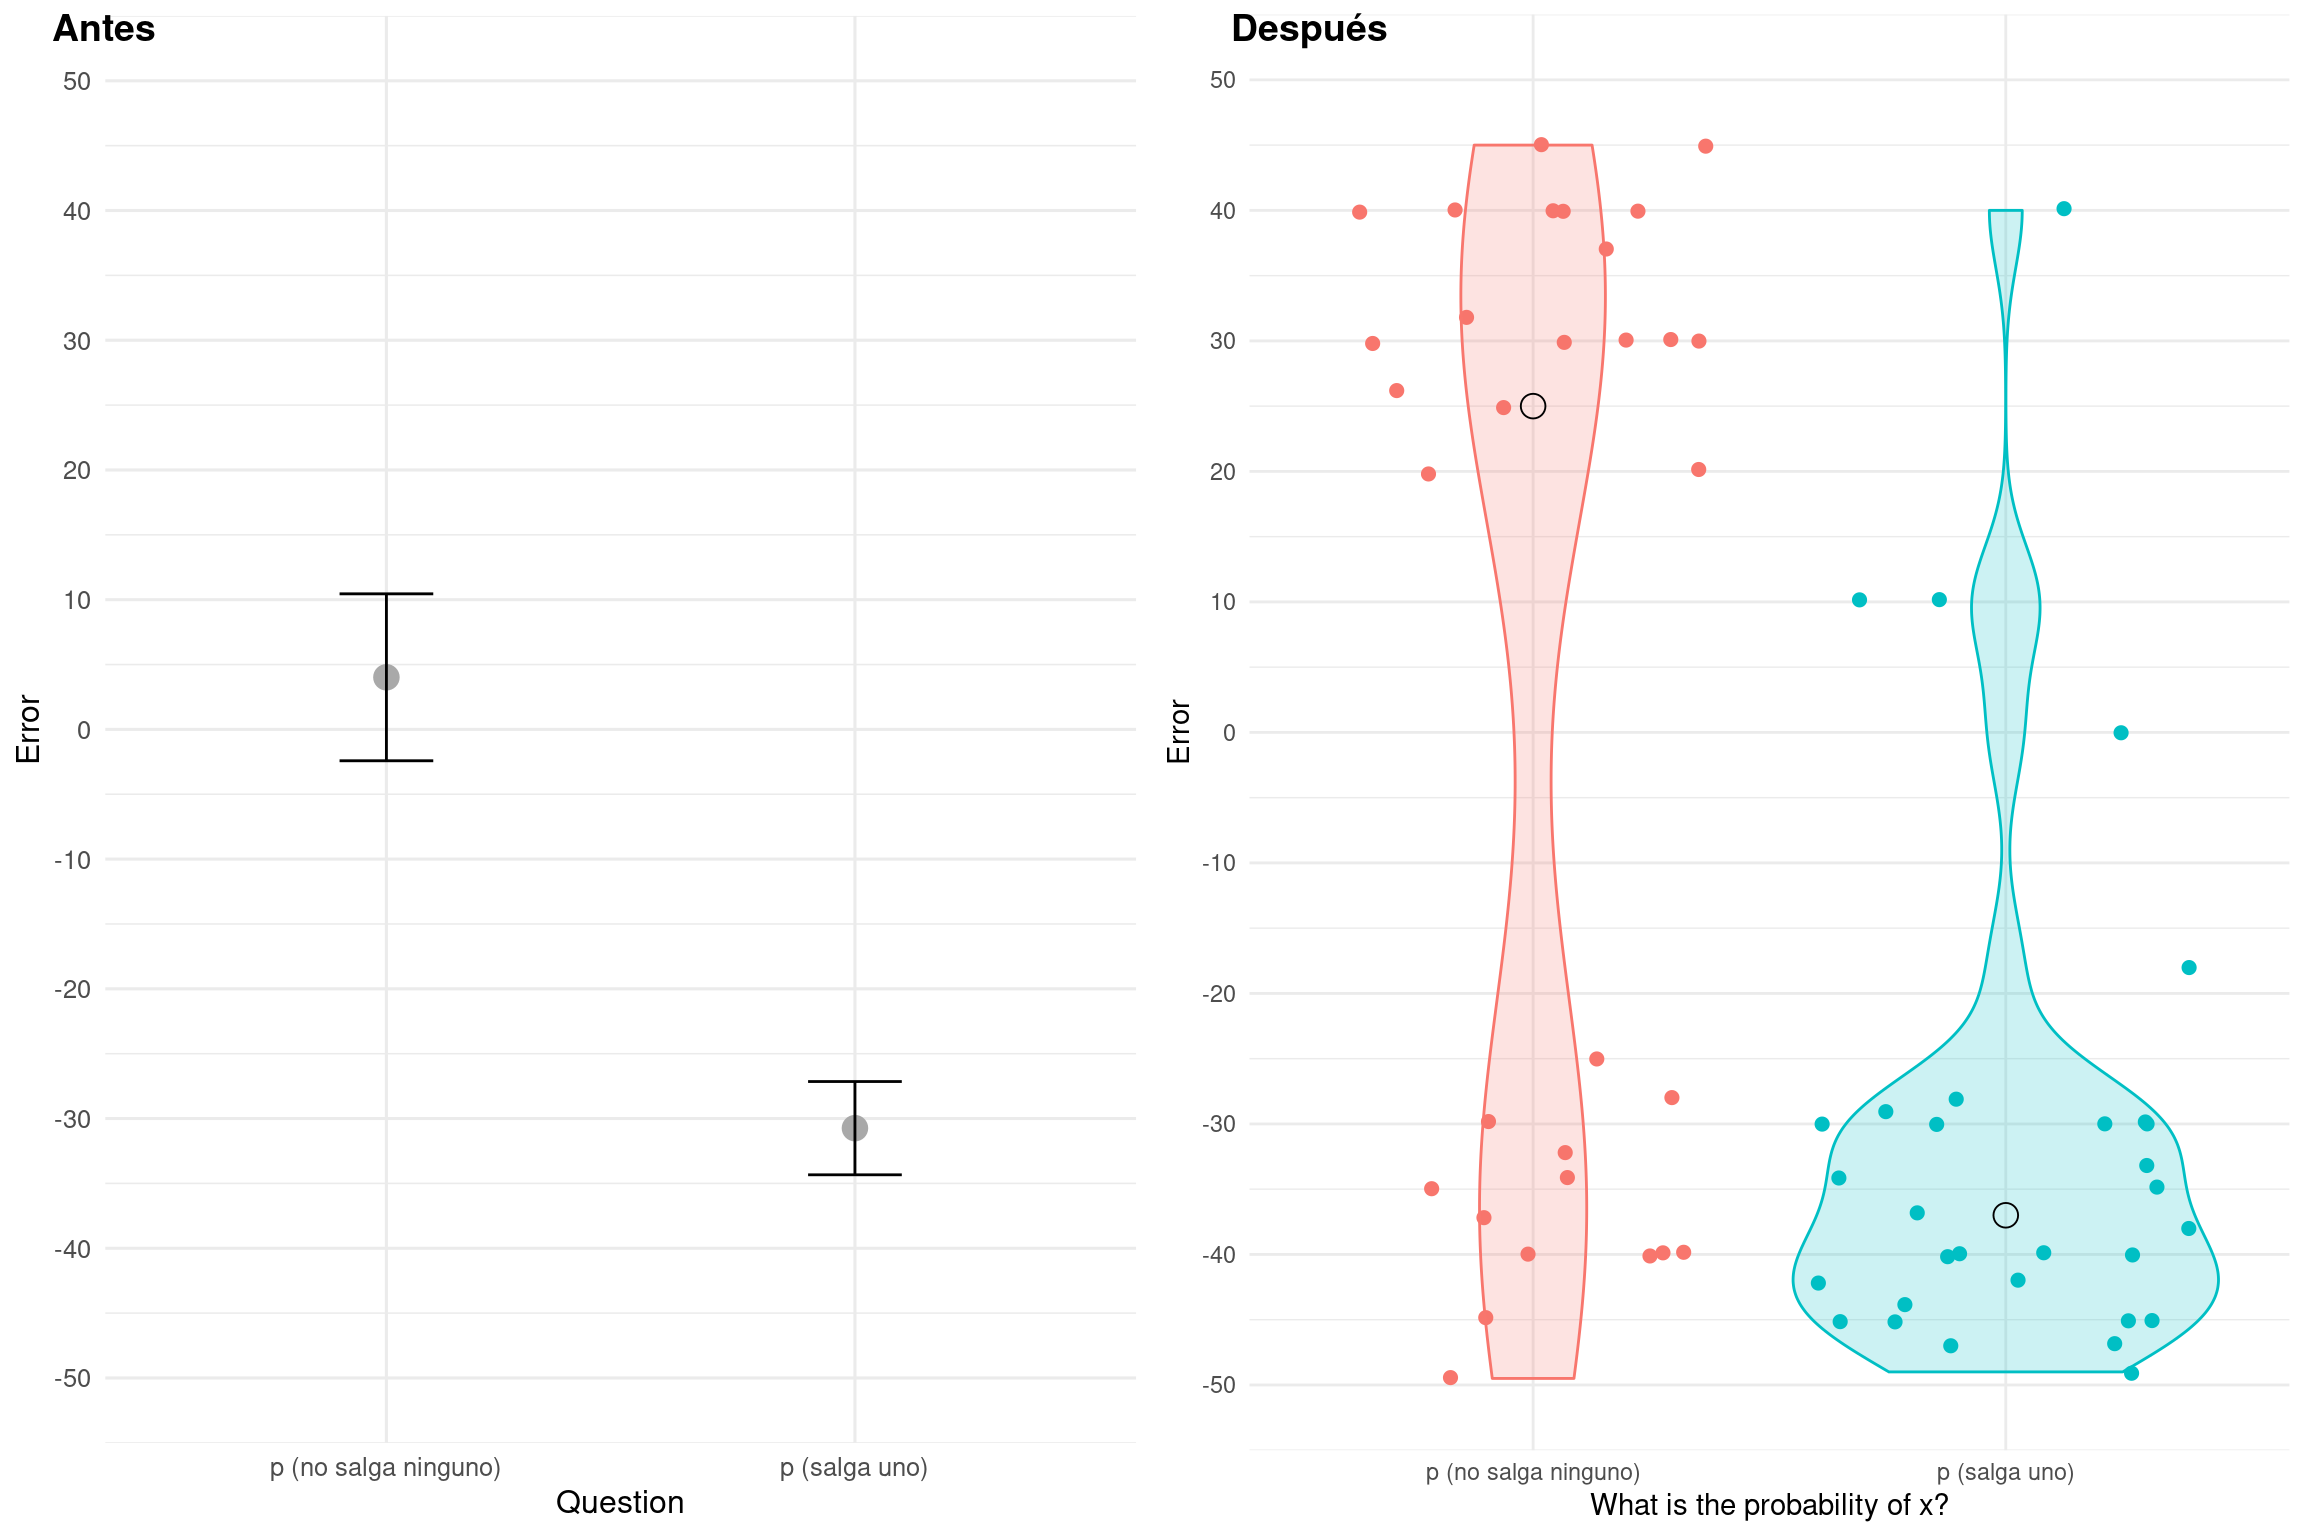 Antes
Error
50
40
30
20
10
0
-10
-20
-30
-40
-50
p (no salga ninguno)
p (salga uno)
Question
Después
Error
50
40
30
20
10
0
-10
-20
-30
-40
-50
p (no salga ninguno)
p (salga uno)
What is the probability of x?